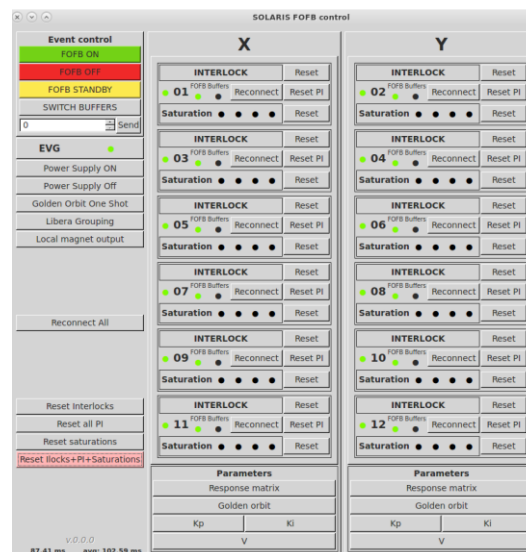 SOLARIS FOFB control
Event control
FOFB ON
FOFB OFF
FOFB STANDBY
SWITCH BUFFERS
0 Send
EVG
Power Supply ON
Power Supply Off
Golden Orbit One Shot
Libera Grouping
Local magnet output
Reconnect All
Reset Interlocks
Reset all PI
Reset saturations
Reset Ilocks+PI+Saturations
v.0.0.0
87.41 ms avg: 102.59 ms
X
INTERLOCK Reset
01 FOFB Buffers Reconnect Reset PI
Saturation Reset
INTERLOCK Reset
03 FOFB Buffers Reconnect Reset PI
Saturation Reset
INTERLOCK Reset
05 FOFB Buffers Reconnect Reset PI
Saturation Reset
INTERLOCK Reset
07 FOFB Buffers Reconnect Reset PI
Saturation Reset
INTERLOCK Reset
09 FOFB Buffers Reconnect Reset PI
Saturation Reset
INTERLOCK Reset
11 FOFB Buffers Reconnect Reset PI
Saturation Reset
Parameters
Response matrix
Golden orbit
Kp Ki
V
Y
INTERLOCK Reset
02 FOFB Buffers Reconnect Reset PI
Saturation Reset
INTERLOCK Reset
04 FOFB Buffers Reconnect Reset PI
Saturation Reset
INTERLOCK Reset
06 FOFB Buffers Reconnect Reset PI
Saturation Reset
INTERLOCK Reset
08 FOFB Buffers Reconnect Reset PI
Saturation Reset
INTERLOCK Reset
10 FOFB Buffers Reconnect Reset PI
Saturation Reset
INTERLOCK Reset
12 FOFB Buffers Reconnect Reset PI
Saturation Reset
Parameters
Response matrix
Golden orbit
Kp Ki
V